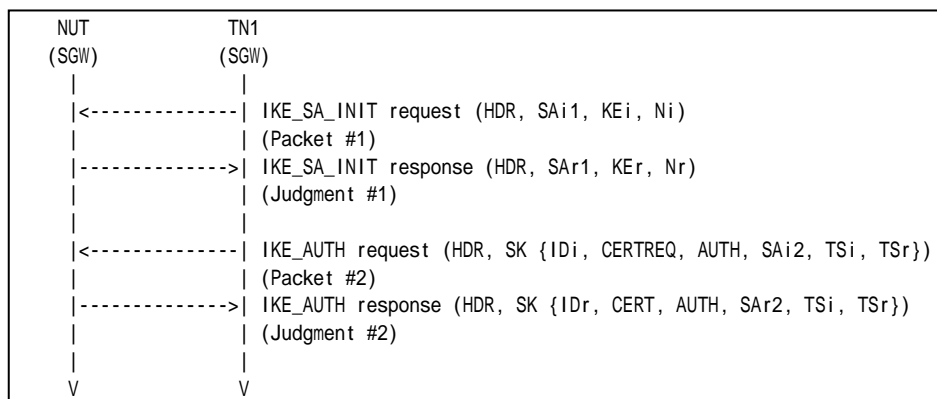 NUT TN1
(SGW) (SGW)
| |
|<--------------| IKE_SA_INIT request (HDR, SAi1, KEi, Ni)
| | (Packet #1)
|-------------->| IKE_SA_INIT response (HDR, SAr1, KEr, Nr)
| | (Judgment #1)
| |
|<--------------| IKE_AUTH request (HDR, SK {IDi, CERTREQ, AUTH, SAi2, TSi, TSr})
| | (Packet #2)
|-------------->| IKE_AUTH response (HDR, SK {IDr, CERT, AUTH, SAr2, TSi, TSr})
| | (Judgment #2)
| |
V V